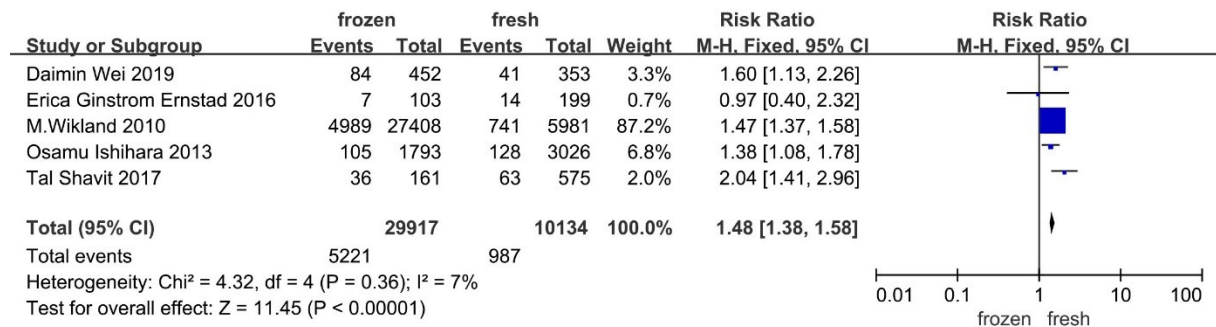 frozen fresh Risk Ratio Risk Ratio
Study or Subgroup Events Total Events Total Weight M-H, Fixed, 95% CI M-H, Fixed, 95% CI
Daimin Wei 2019 84 452 41 353 3.3% 1.60 [1.13, 2.26]
Erica Ginstrom Ernstad 2016 7 103 14 199 0.7% 0.97 [0.40, 2.32]
M.Wikland 2010 4989 27408 741 5981 87.2% 1.47 [1.37, 1.58]
Osamu Ishihara 2013 105 1793 128 3026 6.8% 1.38 [1.08, 1.78]
Tal Shavit 2017 36 161 63 575 2.0% 2.04 [1.41, 2.96]
Total (95% CI) 29917 10134 100.0% 1.48 [1.38, 1.58]
Total events 5221 987
Heterogeneity: Chi² = 4.32, df = 4 (P = 0.36); I² = 7%
Test for overall effect: Z = 11.45 (P < 0.00001)
0.01 0.1 1 10 100
frozen fresh